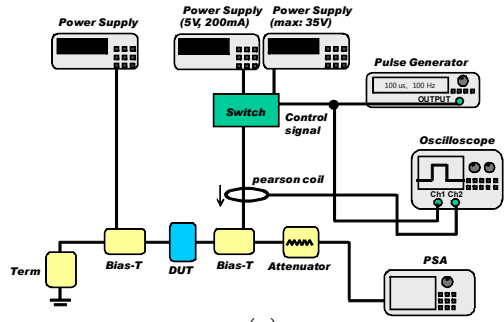 Power Supply
Power Supply
(5V, 200mA)
Power Supply
(max: 35V)
Pulse Generator
100 us, 100 Hz
OUTPUT
Switch
Control
signal
Oscilloscope
Ch1 Ch2
pearson coil
Term
Bias-T
DUT
Bias-T
Attenuator
PSA